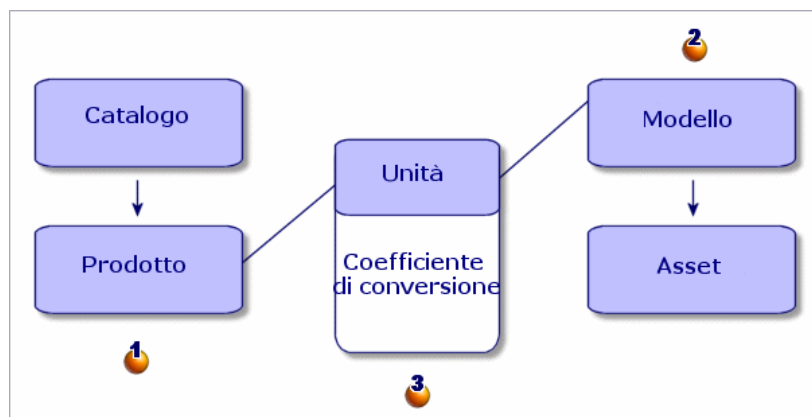 Catalogo
Prodotto
1
Unità
Coefficiente
di conversione
3
2
Modello
Asset